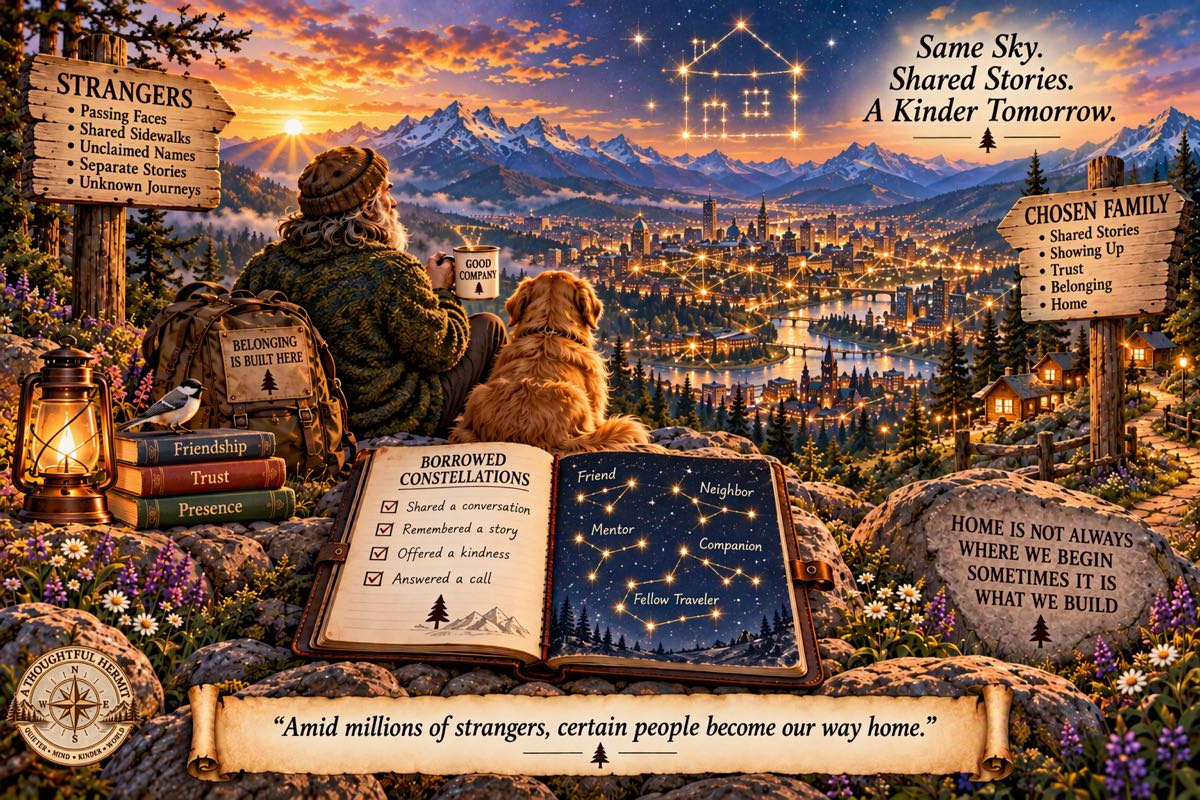 STRANGERS
• Passing Faces
• Shared Sidewalks
• Unclaimed Names
• Separate Stories
• Unknown Journeys
Same Sky.
Shared Stories.
A Kinder Tomorrow.
CHOSEN FAMILY
• Shared Stories
• Showing Up
• Trust
• Belonging
• Home
GOOD
COMPANY
BELONGING
IS BUILT HERE
Friendship
Trust
Presence
BORROWED
CONSTELLATIONS
Shared a conversation
Remembered a story
Offered a kindness
Answered a call
Friend
Neighbor
Mentor
Companion
Fellow Traveler
HOME IS NOT ALWAYS
WHERE WE BEGIN
SOMETIMES IT IS
WHAT WE BUILD
A THOUGHTFUL HERMIT
N
W E
S
QUIETER • MIND • KINDER • WORLD
“Amid millions of strangers, certain people become our way home.”